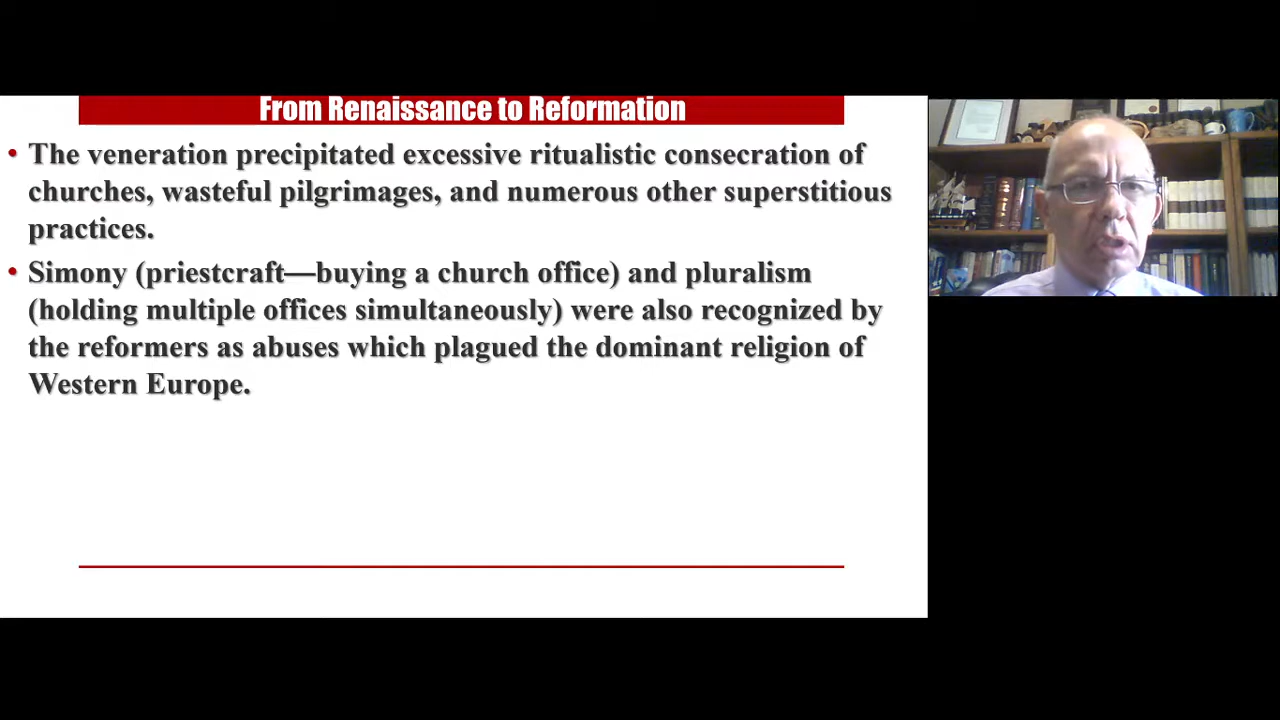 From Renaissance to Reformation
• The veneration precipitated excessive ritualistic consecration of
churches, wasteful pilgrimages, and numerous other superstitious
practices.
• Simony (priestcraft—buying a church office) and pluralism
(holding multiple offices simultaneously) were also recognized by
the reformers as abuses which plagued the dominant religion of
Western Europe.